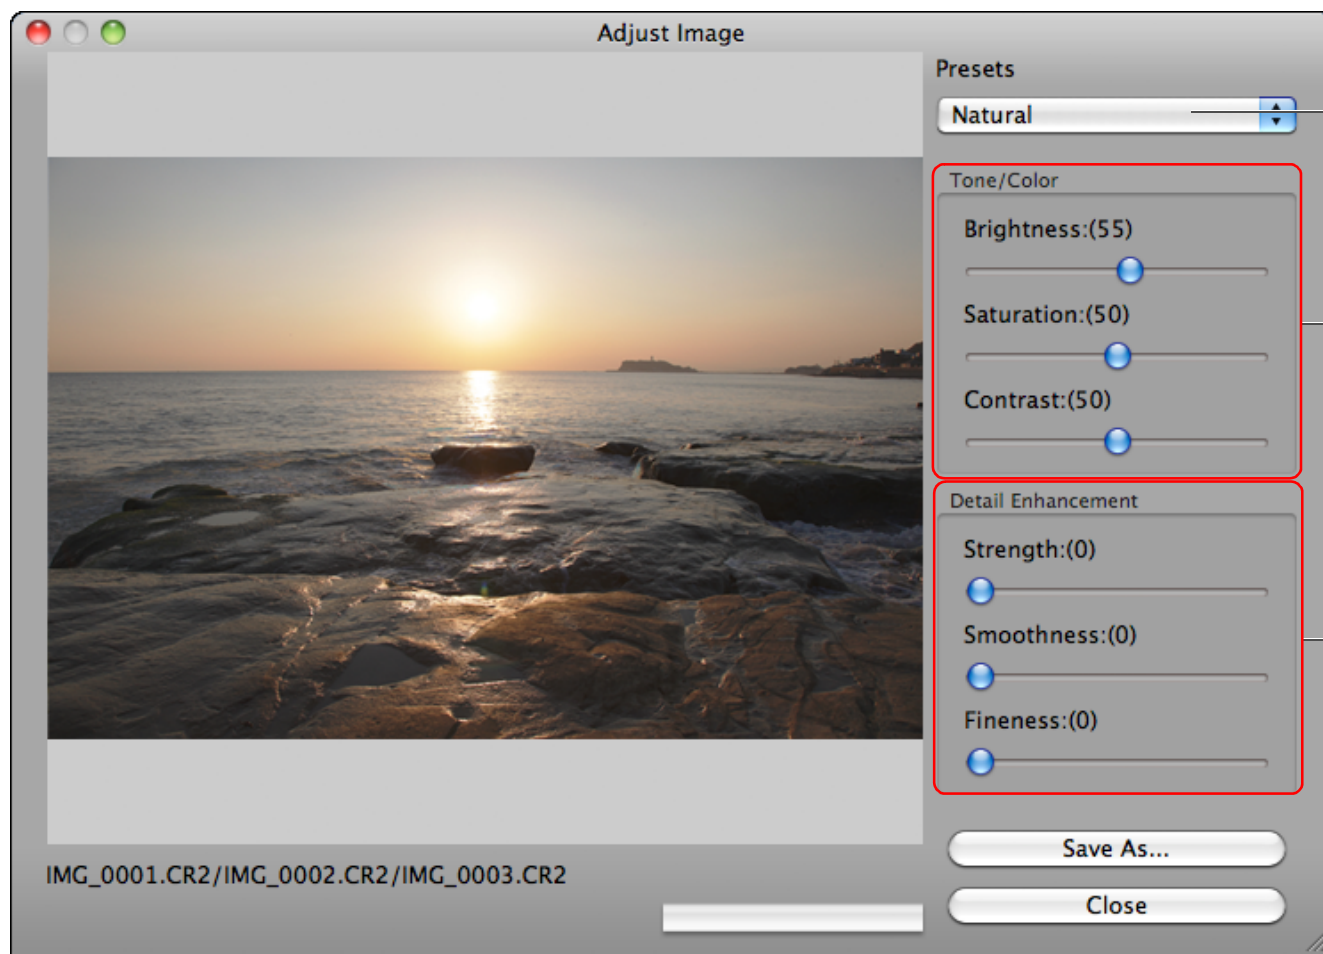 Adjust Image
Presets
Natural
Tone/Color
Brightness:(55)
Saturation:(50)
Contrast:(50)
Detail Enhancement
Strength:(0)
Smoothness:(0)
Fineness:(0)
Save As...
IMG_0001.CR2/IMG_0002.CR2/IMG_0003.CR2
Close